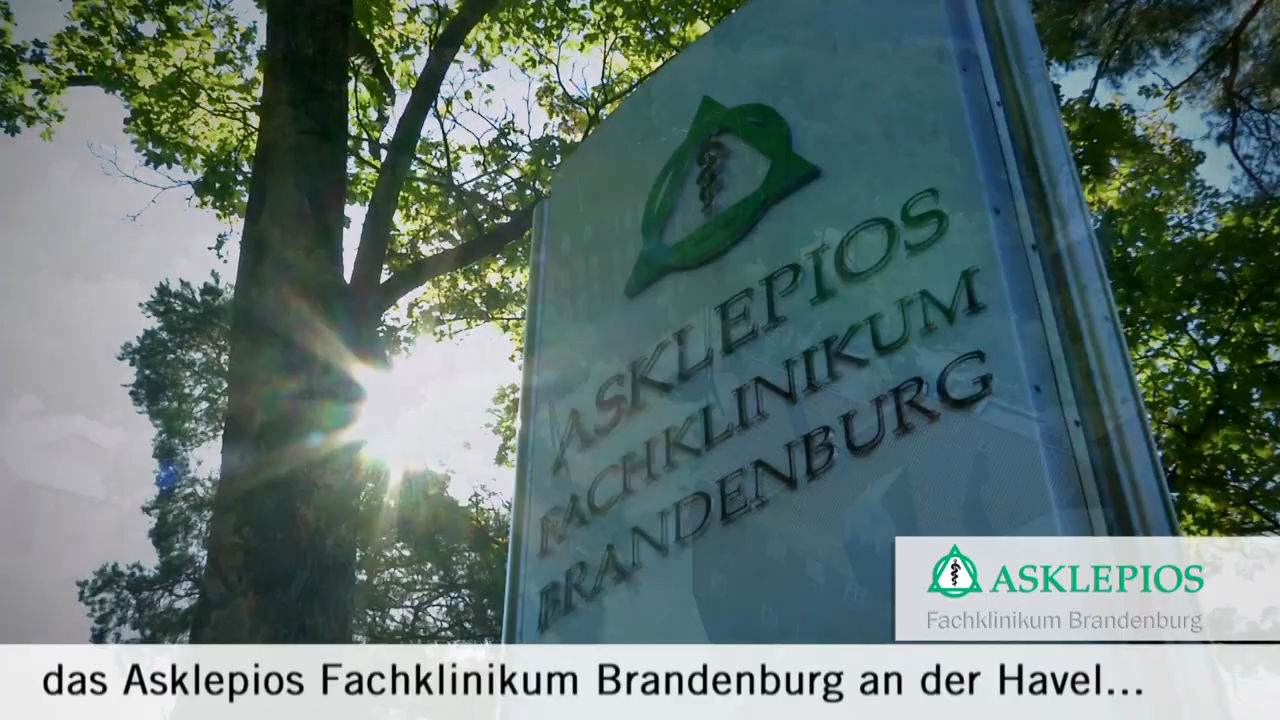 ASKLEPIOS
FACHKLINIKUM
BRANDENBURG
ASKLEPIOS
Fachklinikum Brandenburg
das Asklepios Fachklinikum Brandenburg an der Havel...